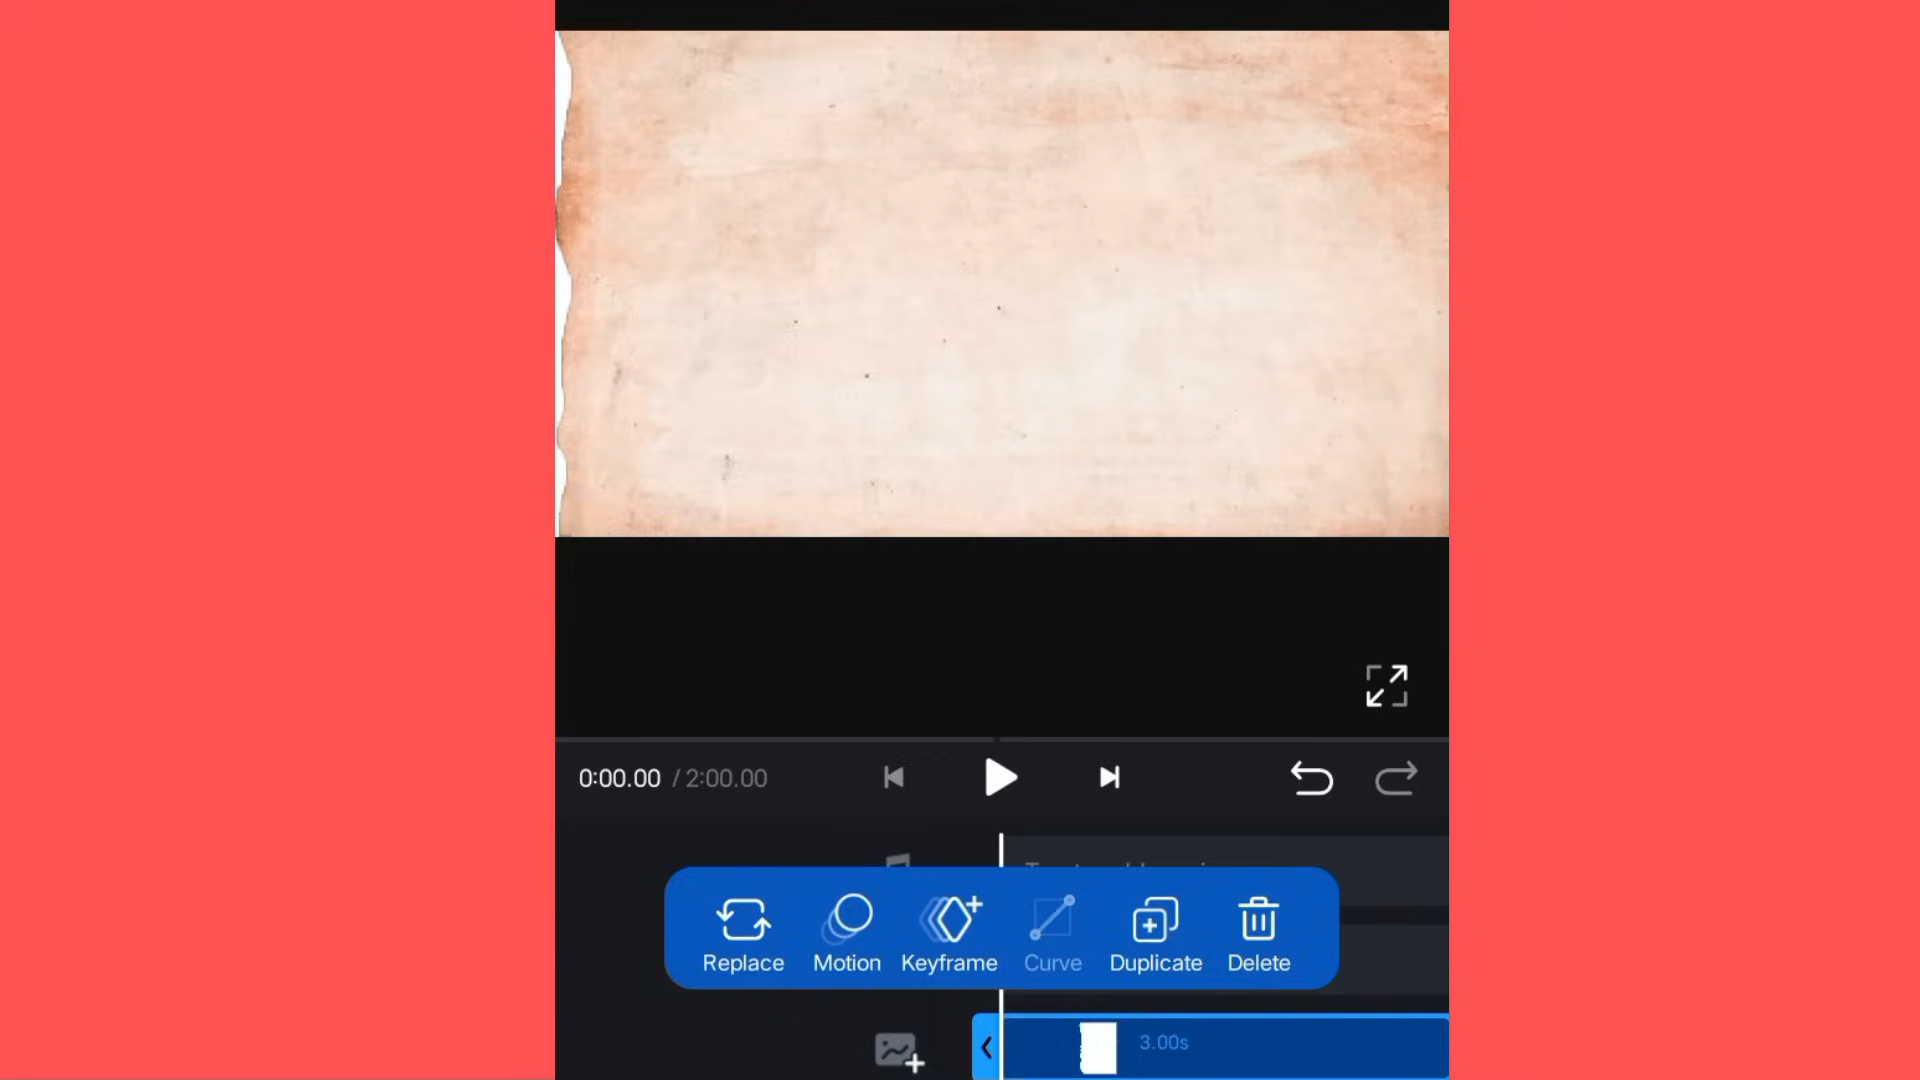 0:00.00 / 2:00.00
Replace Motion Keyframe Curve Duplicate Delete
3.00s